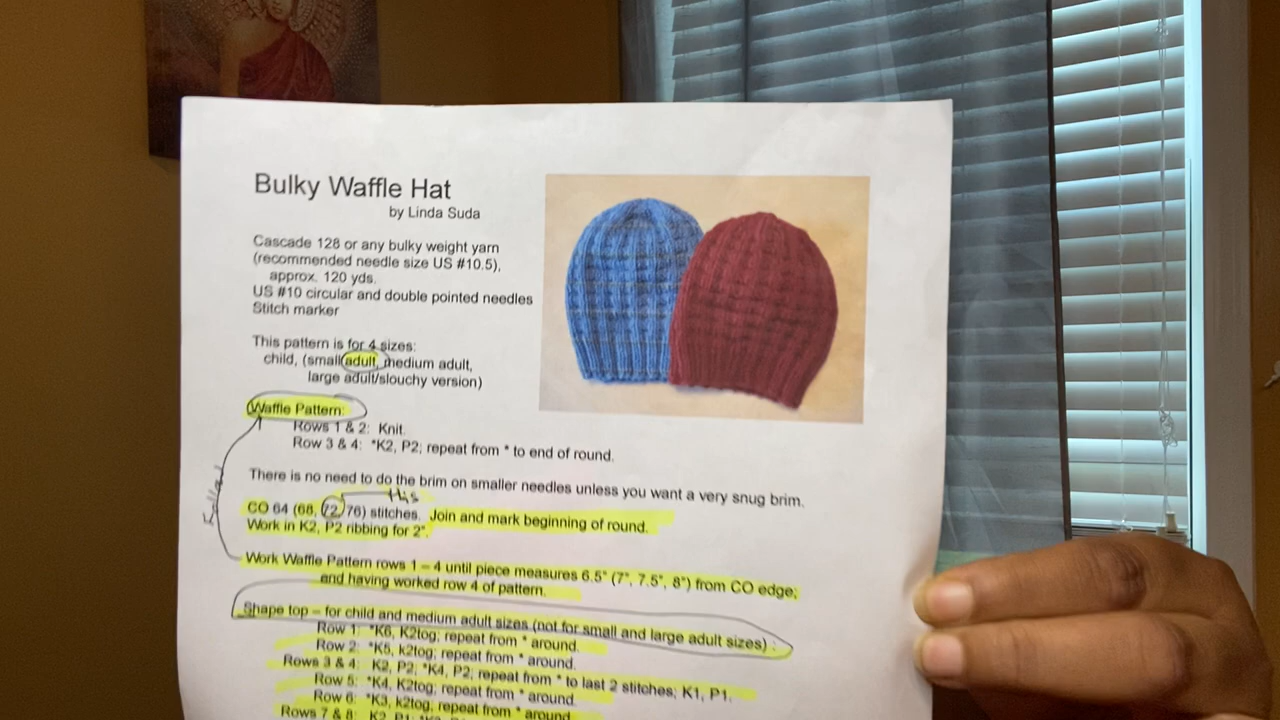 Bulky Waffle Hat
by Linda Suda
Cascade 128 or any bulky weight yarn
(recommended needle size US #10.5),
approx. 120 yds.
US #10 circular and double pointed needles
Stitch marker
This pattern is for 4 sizes:
child, (small adult, medium adult,
large adult/slouchy version)
Waffle Pattern:
Rows 1 & 2: Knit.
Row 3 & 4: *K2, P2; repeat from * to end of round.
There is no need to do the brim on smaller needles unless you want a very snug brim.
this
CO 64 (68, 72, 76) stitches. Join and mark beginning of round.
Work in K2, P2 ribbing for 2".
Work Waffle Pattern rows 1 – 4 until piece measures 6.5" (7", 7.5", 8") from CO edge;
and having worked row 4 of pattern.
Shape top – for child and medium adult sizes (not for small and large adult sizes) :
Row 1: *K6, K2tog; repeat from * around.
Row 2: *K5, k2tog; repeat from * around.
Rows 3 & 4: K2, P2; *K4, P2; repeat from * to last 2 stitches; K1, P1.
Row 5: *K4, K2tog; repeat from * around.
Row 6: *K3, k2tog; repeat from * around.
Rows 7 & 8: K2, P1;